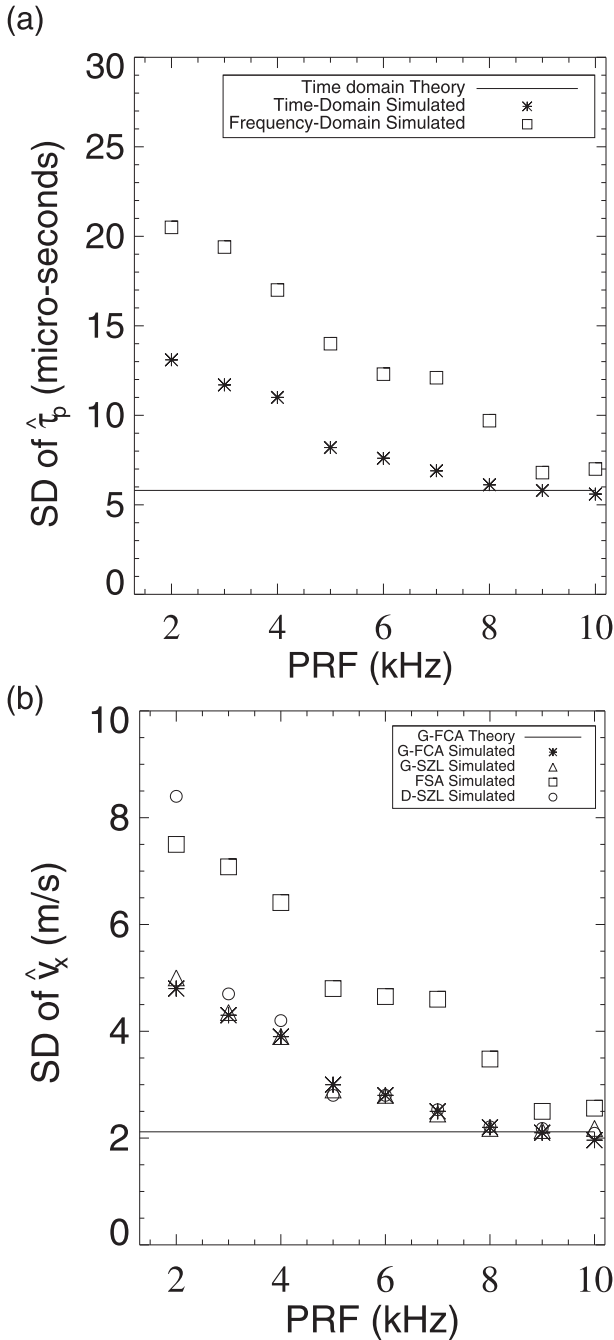 (a)
30
25
20
15
10
5
0
SD of τ̂p (micro-seconds)
Time domain Theory
Time-Domain Simulated
Frequency-Domain Simulated
2 4 6 8 10
PRF (kHz)
(b)
10
8
6
4
2
0
SD of v̂x (m/s)
G-FCA Theory
G-FCA Simulated
G-SZL Simulated
FSA Simulated
D-SZL Simulated
2 4 6 8 10
PRF (kHz)